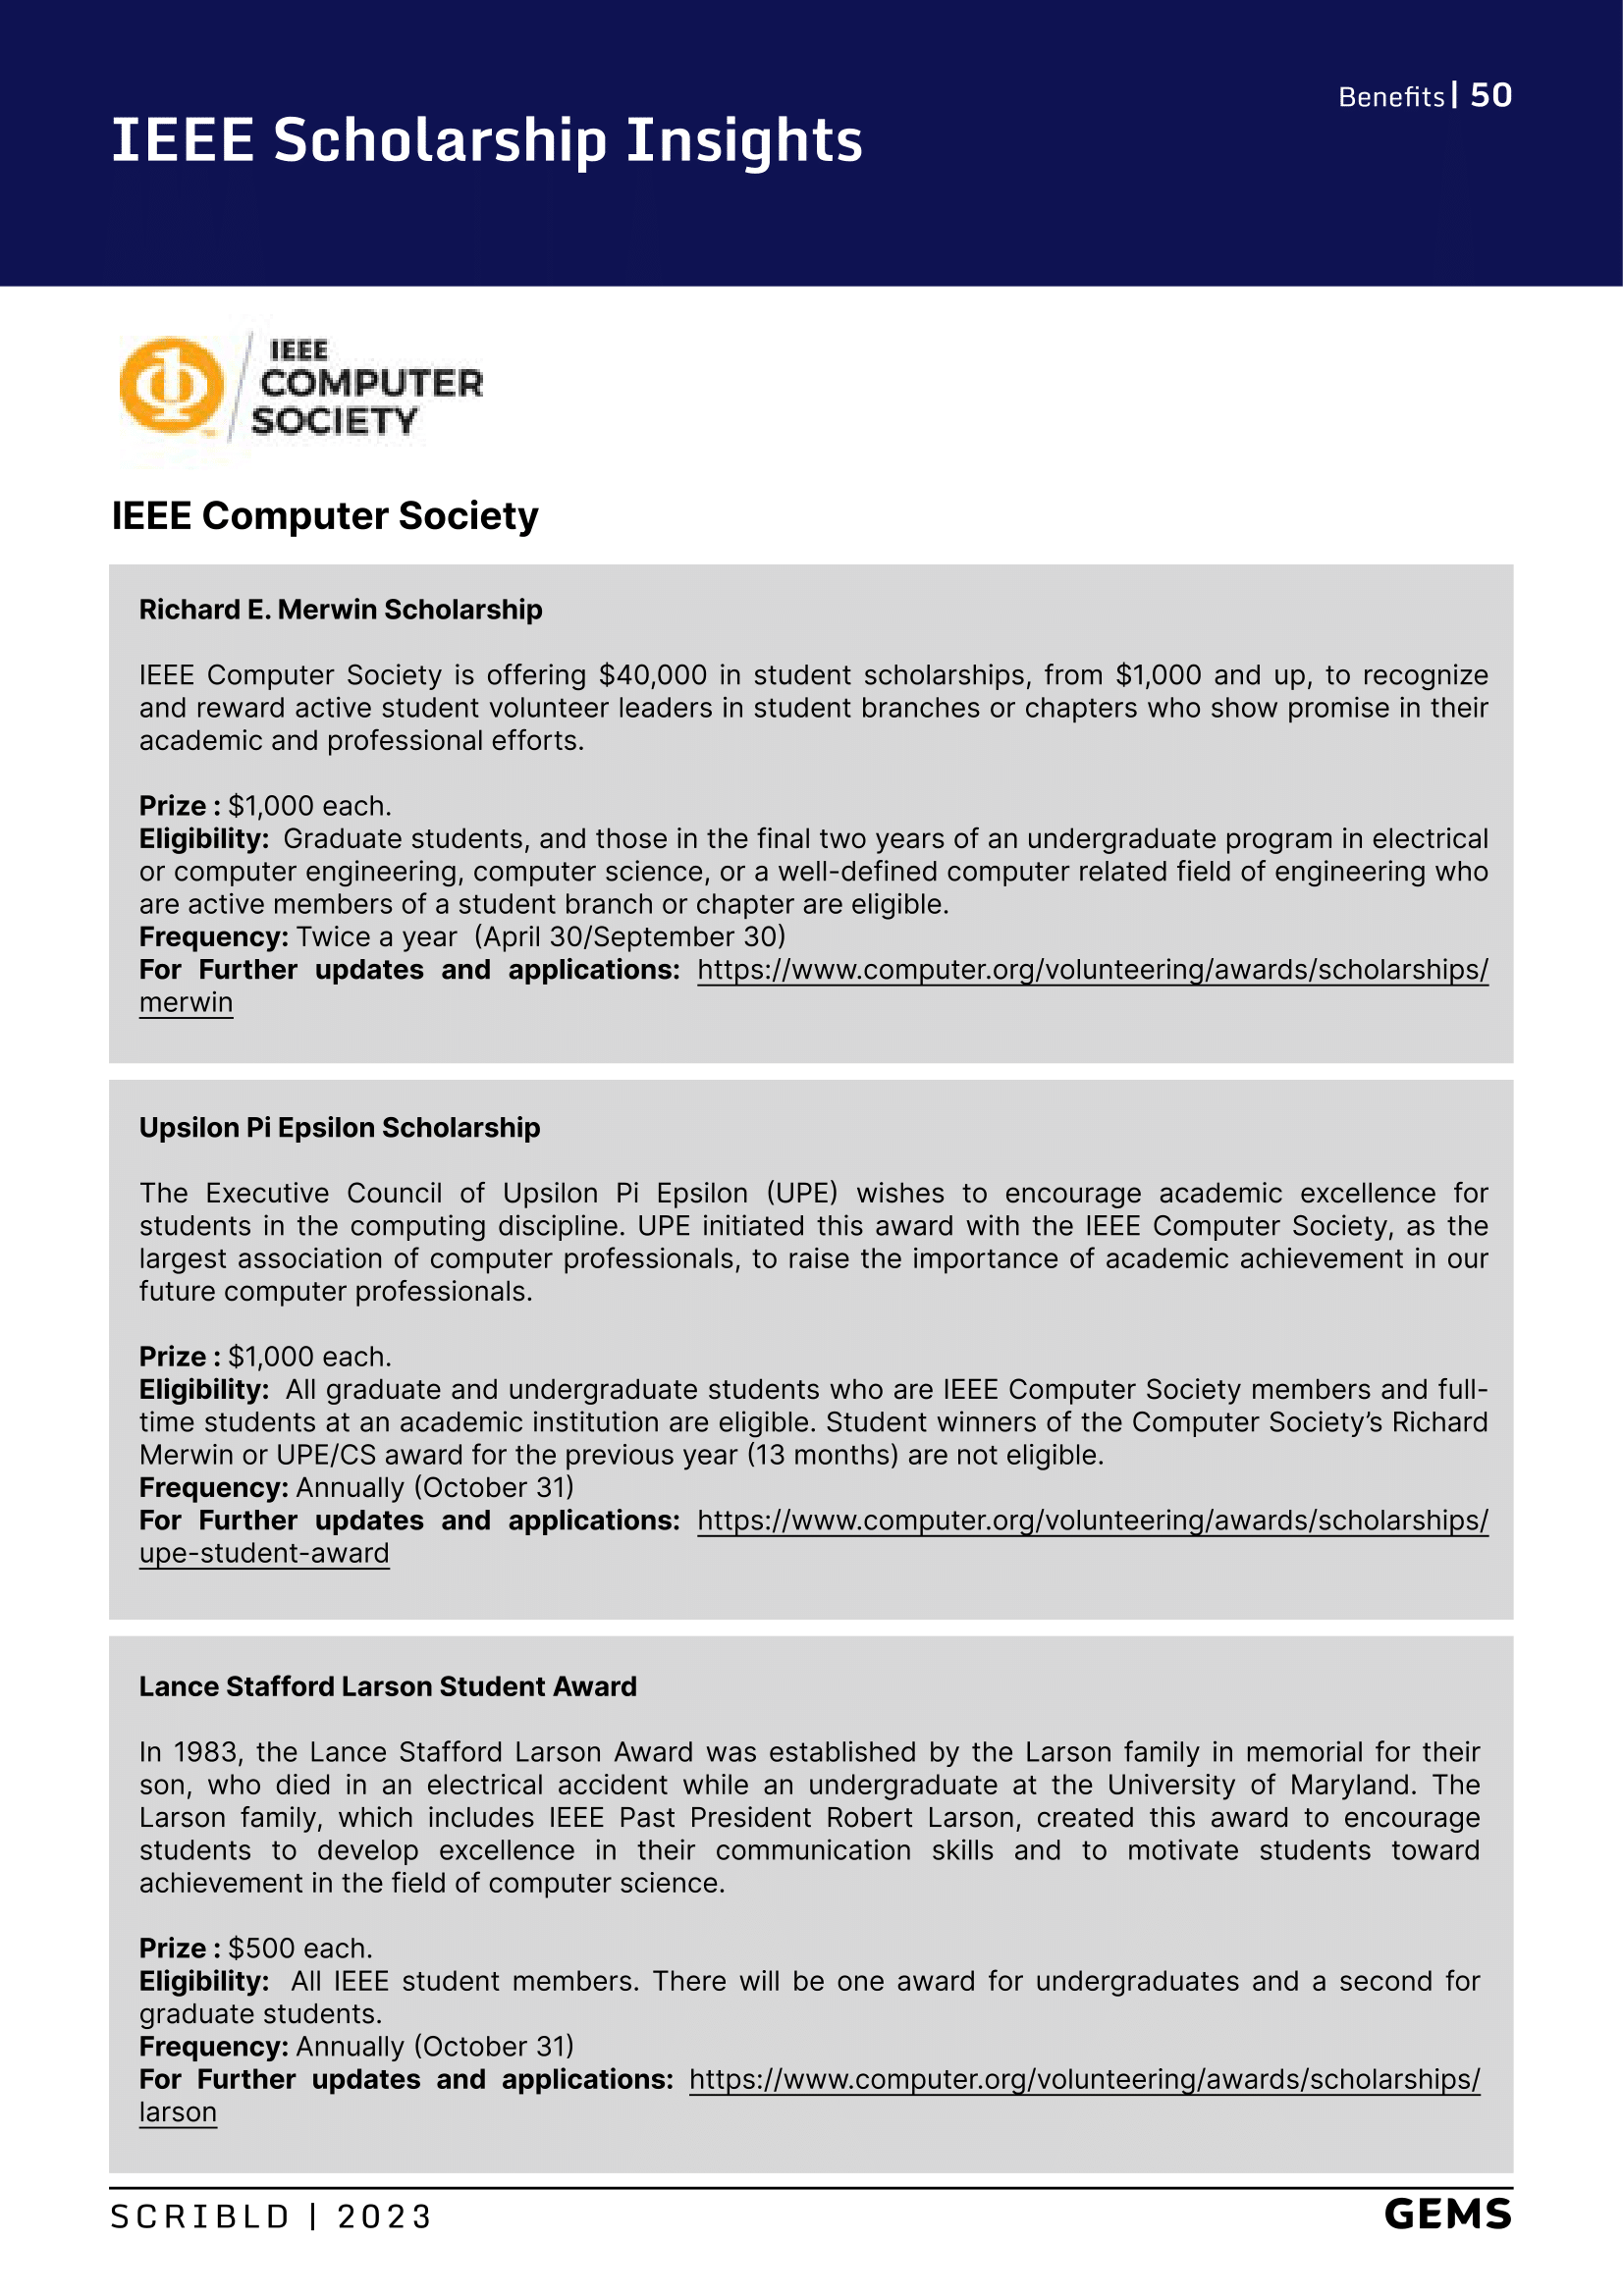 Benefits | 50
IEEE Scholarship Insights
IEEE
COMPUTER
SOCIETY
IEEE Computer Society
Richard E. Merwin Scholarship
IEEE Computer Society is offering $40,000 in student scholarships, from $1,000 and up, to recognize
and reward active student volunteer leaders in student branches or chapters who show promise in their
academic and professional efforts.
Prize : $1,000 each.
Eligibility: Graduate students, and those in the final two years of an undergraduate program in electrical
or computer engineering, computer science, or a well-defined computer related field of engineering who
are active members of a student branch or chapter are eligible.
Frequency: Twice a year (April 30/September 30)
For Further updates and applications: https://www.computer.org/volunteering/awards/scholarships/
merwin
Upsilon Pi Epsilon Scholarship
The Executive Council of Upsilon Pi Epsilon (UPE) wishes to encourage academic excellence for
students in the computing discipline. UPE initiated this award with the IEEE Computer Society, as the
largest association of computer professionals, to raise the importance of academic achievement in our
future computer professionals.
Prize : $1,000 each.
Eligibility: All graduate and undergraduate students who are IEEE Computer Society members and full-
time students at an academic institution are eligible. Student winners of the Computer Society’s Richard
Merwin or UPE/CS award for the previous year (13 months) are not eligible.
Frequency: Annually (October 31)
For Further updates and applications: https://www.computer.org/volunteering/awards/scholarships/
upe-student-award
Lance Stafford Larson Student Award
In 1983, the Lance Stafford Larson Award was established by the Larson family in memorial for their
son, who died in an electrical accident while an undergraduate at the University of Maryland. The
Larson family, which includes IEEE Past President Robert Larson, created this award to encourage
students to develop excellence in their communication skills and to motivate students toward
achievement in the field of computer science.
Prize : $500 each.
Eligibility: All IEEE student members. There will be one award for undergraduates and a second for
graduate students.
Frequency: Annually (October 31)
For Further updates and applications: https://www.computer.org/volunteering/awards/scholarships/
larson
SCRIBLD | 2023
GEMS